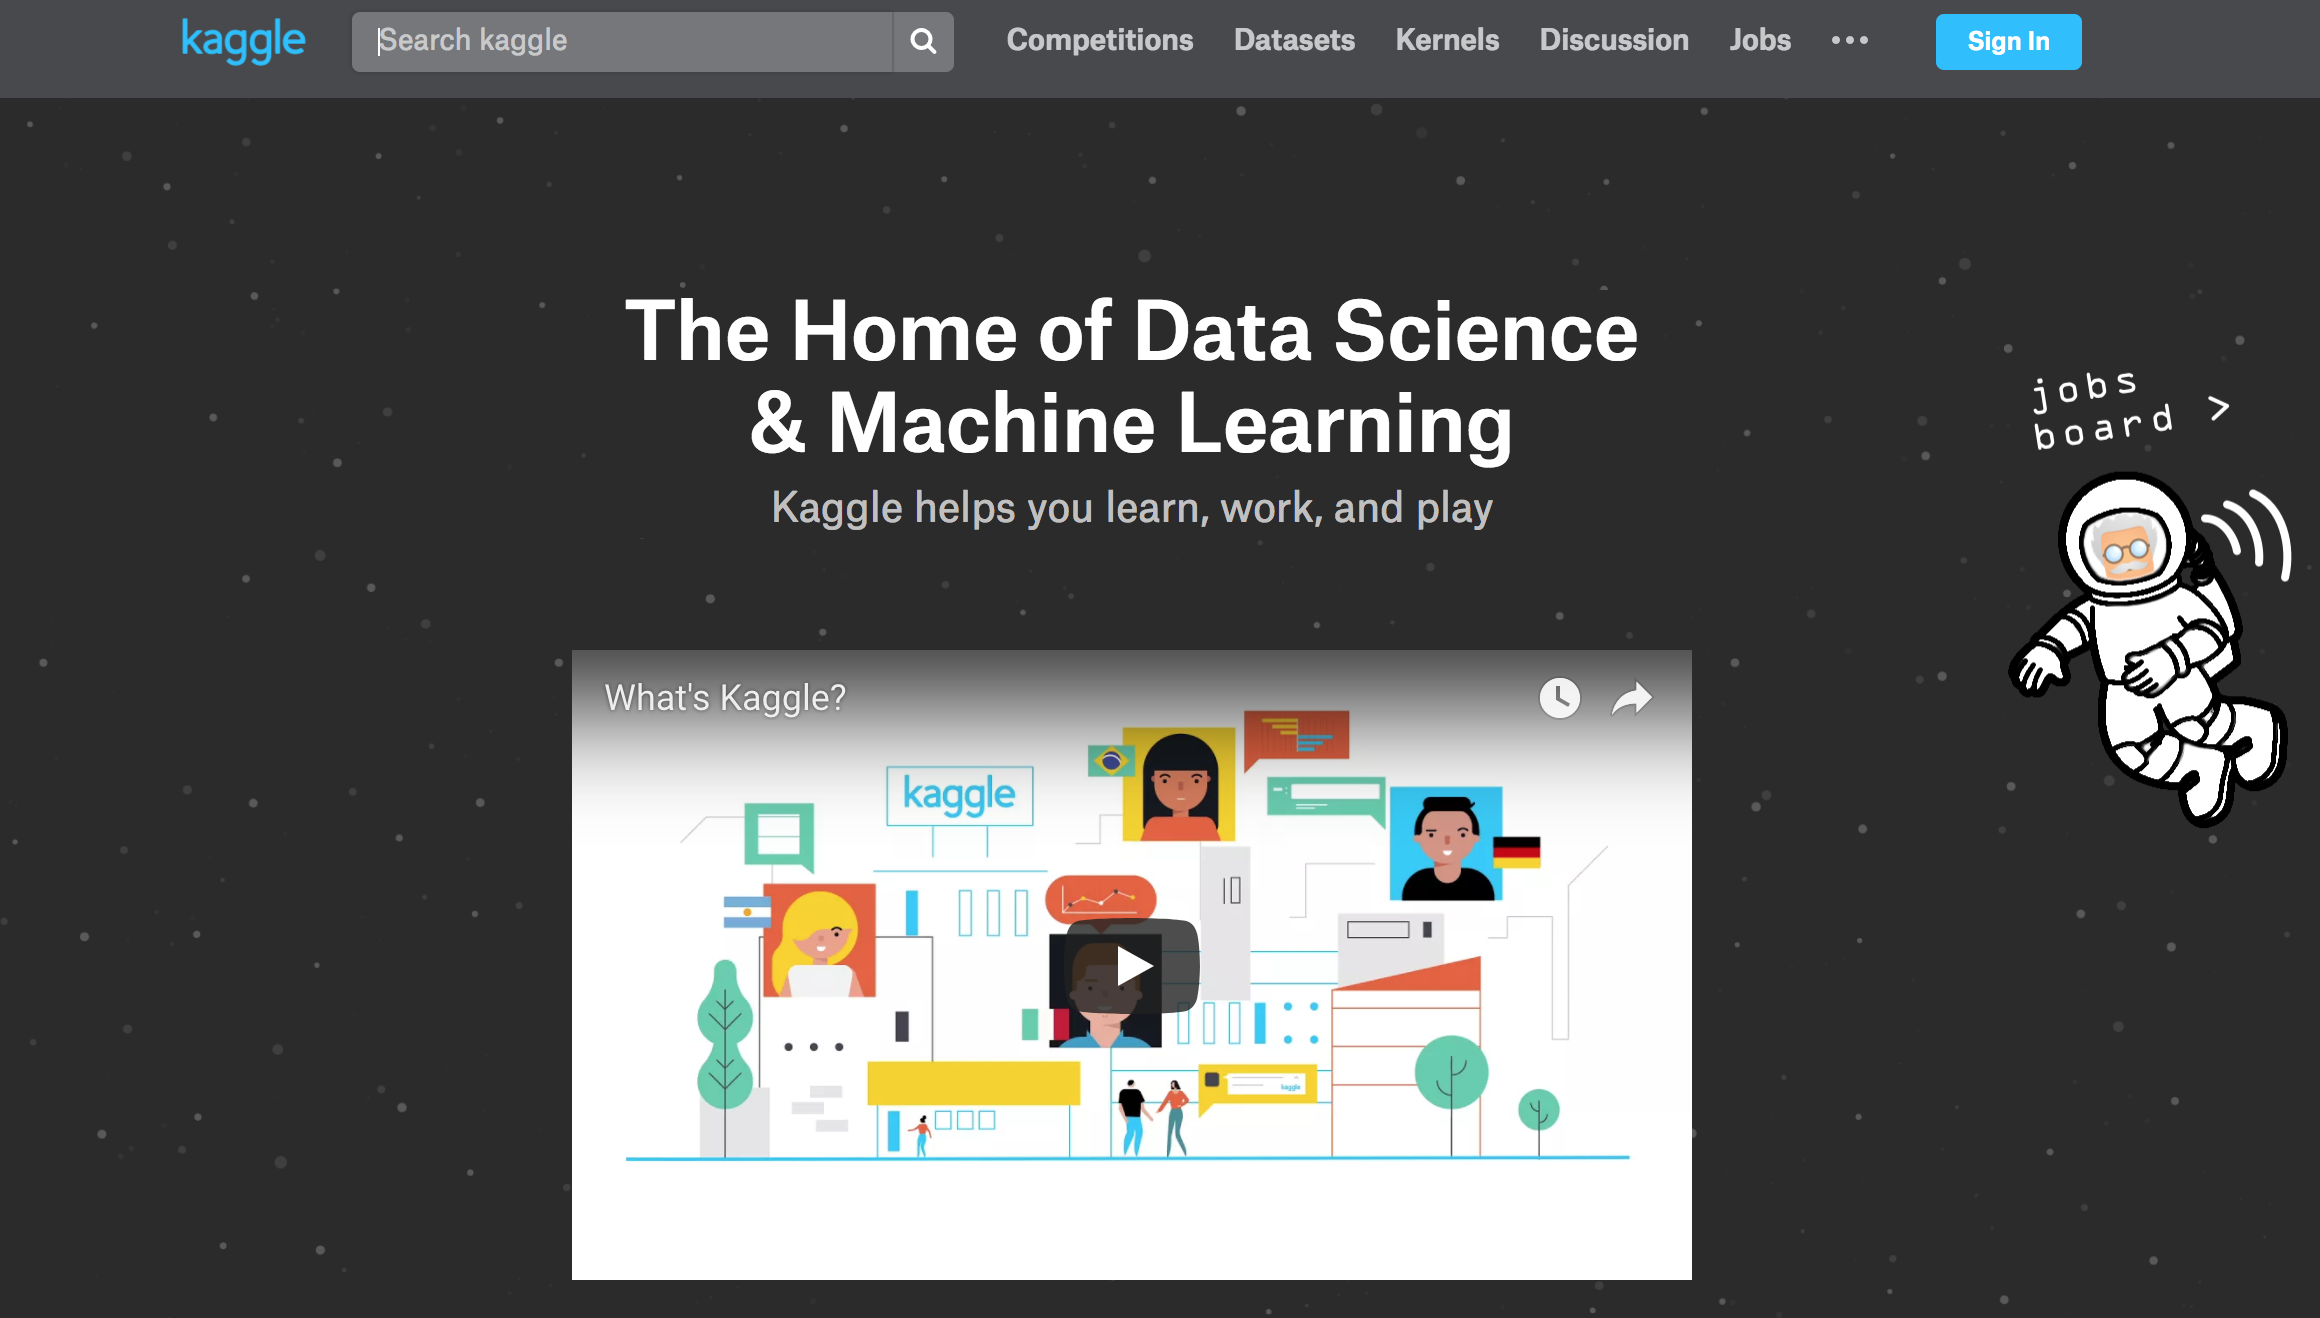 kaggle
Search kaggle
Competitions
Datasets
Kernels
Discussion
Jobs
Sign In
The Home of Data Science
& Machine Learning
Kaggle helps you learn, work, and play
jobs
board >
What's Kaggle?
kaggle
kaggle